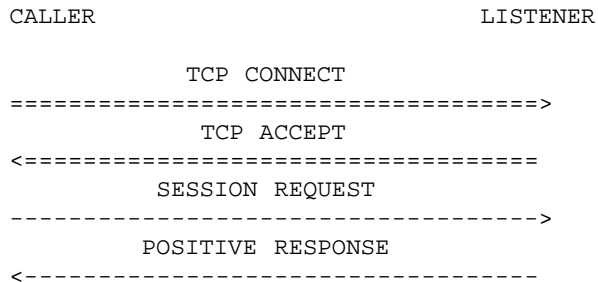 CALLER LISTENER
TCP CONNECT
====================================>
TCP ACCEPT
<===================================
SESSION REQUEST
------------------------------------>
POSITIVE RESPONSE
<-----------------------------------